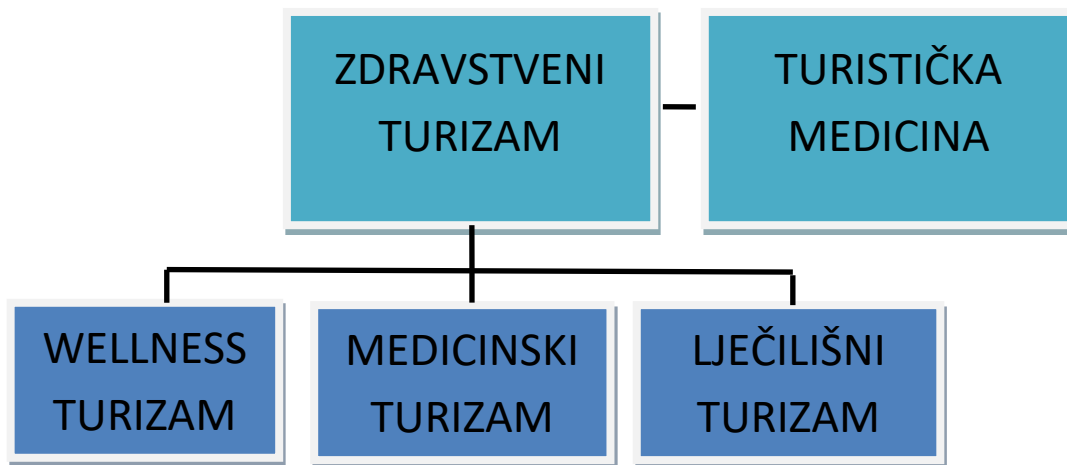 ZDRAVSTVENI
TURIZAM
TURISTIČKA
MEDICINA
WELLNESS
TURIZAM
MEDICINSKI
TURIZAM
LJEČILIŠNI
TURIZAM